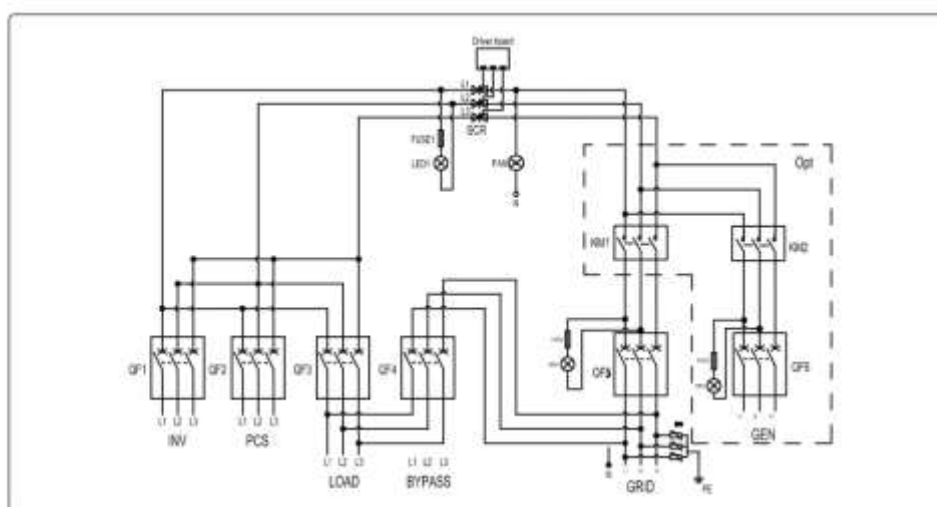 Driver board
L1
L2
L3
SCR
FUSE1
LED1
FAN
N
Opt
KM1
KM2
QF1
QF2
QF3
QF4
QF5
L1 L2 L3
L1 L2 L3
INV
PCS
GEN
L1 L2 L3
L1 L2 L3
LOAD
BYPASS
GRID
PE